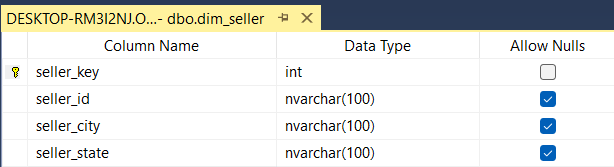 DESKTOP-RM3I2NJ.O...- dbo.dim_seller
Column Name Data Type Allow Nulls
seller_key int
seller_id nvarchar(100)
seller_city nvarchar(100)
seller_state nvarchar(100)